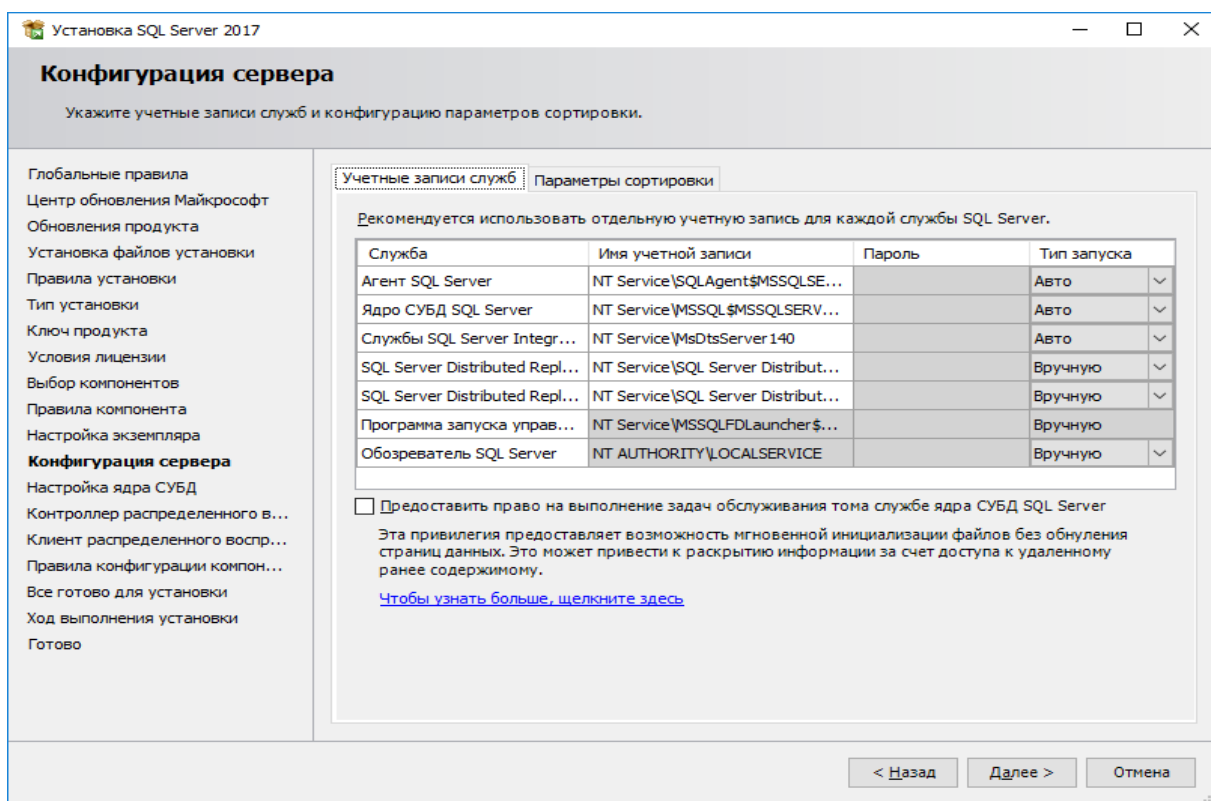 Установка SQL Server 2017
Конфигурация сервера
Укажите учетные записи служб и конфигурацию параметров сортировки.
Глобальные правила
Центр обновления Майкрософт
Обновления продукта
Установка файлов установки
Правила установки
Тип установки
Ключ продукта
Условия лицензии
Выбор компонентов
Правила компонента
Настройка экземпляра
Конфигурация сервера
Настройка ядра СУБД
Контроллер распределенного в...
Клиент распределенного воспр...
Правила конфигурации компон...
Все готово для установки
Ход выполнения установки
Готово
Учетные записи служб Параметры сортировки
Рекомендуется использовать отдельную учетную запись для каждой службы SQL Server.
Служба Имя учетной записи Пароль Тип запуска
Агент SQL Server NT Service\SQLAgent$MSSQLSE... Авто
Ядро СУБД SQL Server NT Service\MSSQL$MSSQLSERV... Авто
Службы SQL Server Integr... NT Service\MsDtsServer140 Авто
SQL Server Distributed Repl... NT Service\SQL Server Distribut... Вручную
SQL Server Distributed Repl... NT Service\SQL Server Distribut... Вручную
Программа запуска управ... NT Service\MSSQLFDLauncher$... Вручную
Обозреватель SQL Server NT AUTHORITY\LOCALSERVICE Вручную
Предоставить право на выполнение задач обслуживания тома службе ядра СУБД SQL Server
Эта привилегия предоставляет возможность мгновенной инициализации файлов без обнуления
страниц данных. Это может привести к раскрытию информации за счет доступа к удаленному
ранее содержимому.
Чтобы узнать больше, щелкните здесь
< Назад Далее > Отмена